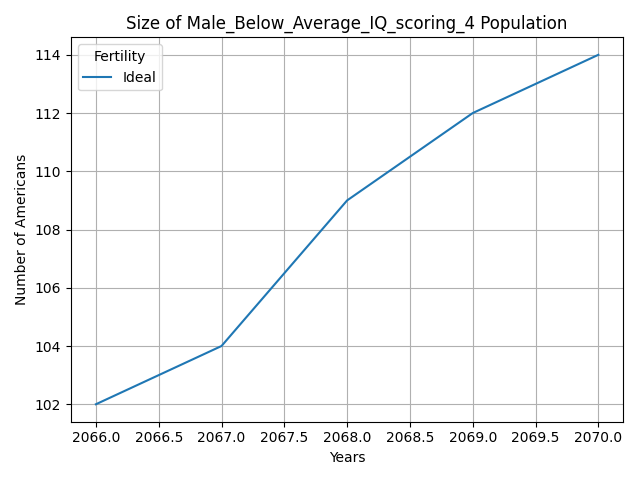 Size of Male_Below_Average_IQ_scoring_4 Population
Fertility
Ideal
Number of Americans
114
112
110
108
106
104
102
2066.0 2066.5 2067.0 2067.5 2068.0 2068.5 2069.0 2069.5 2070.0
Years